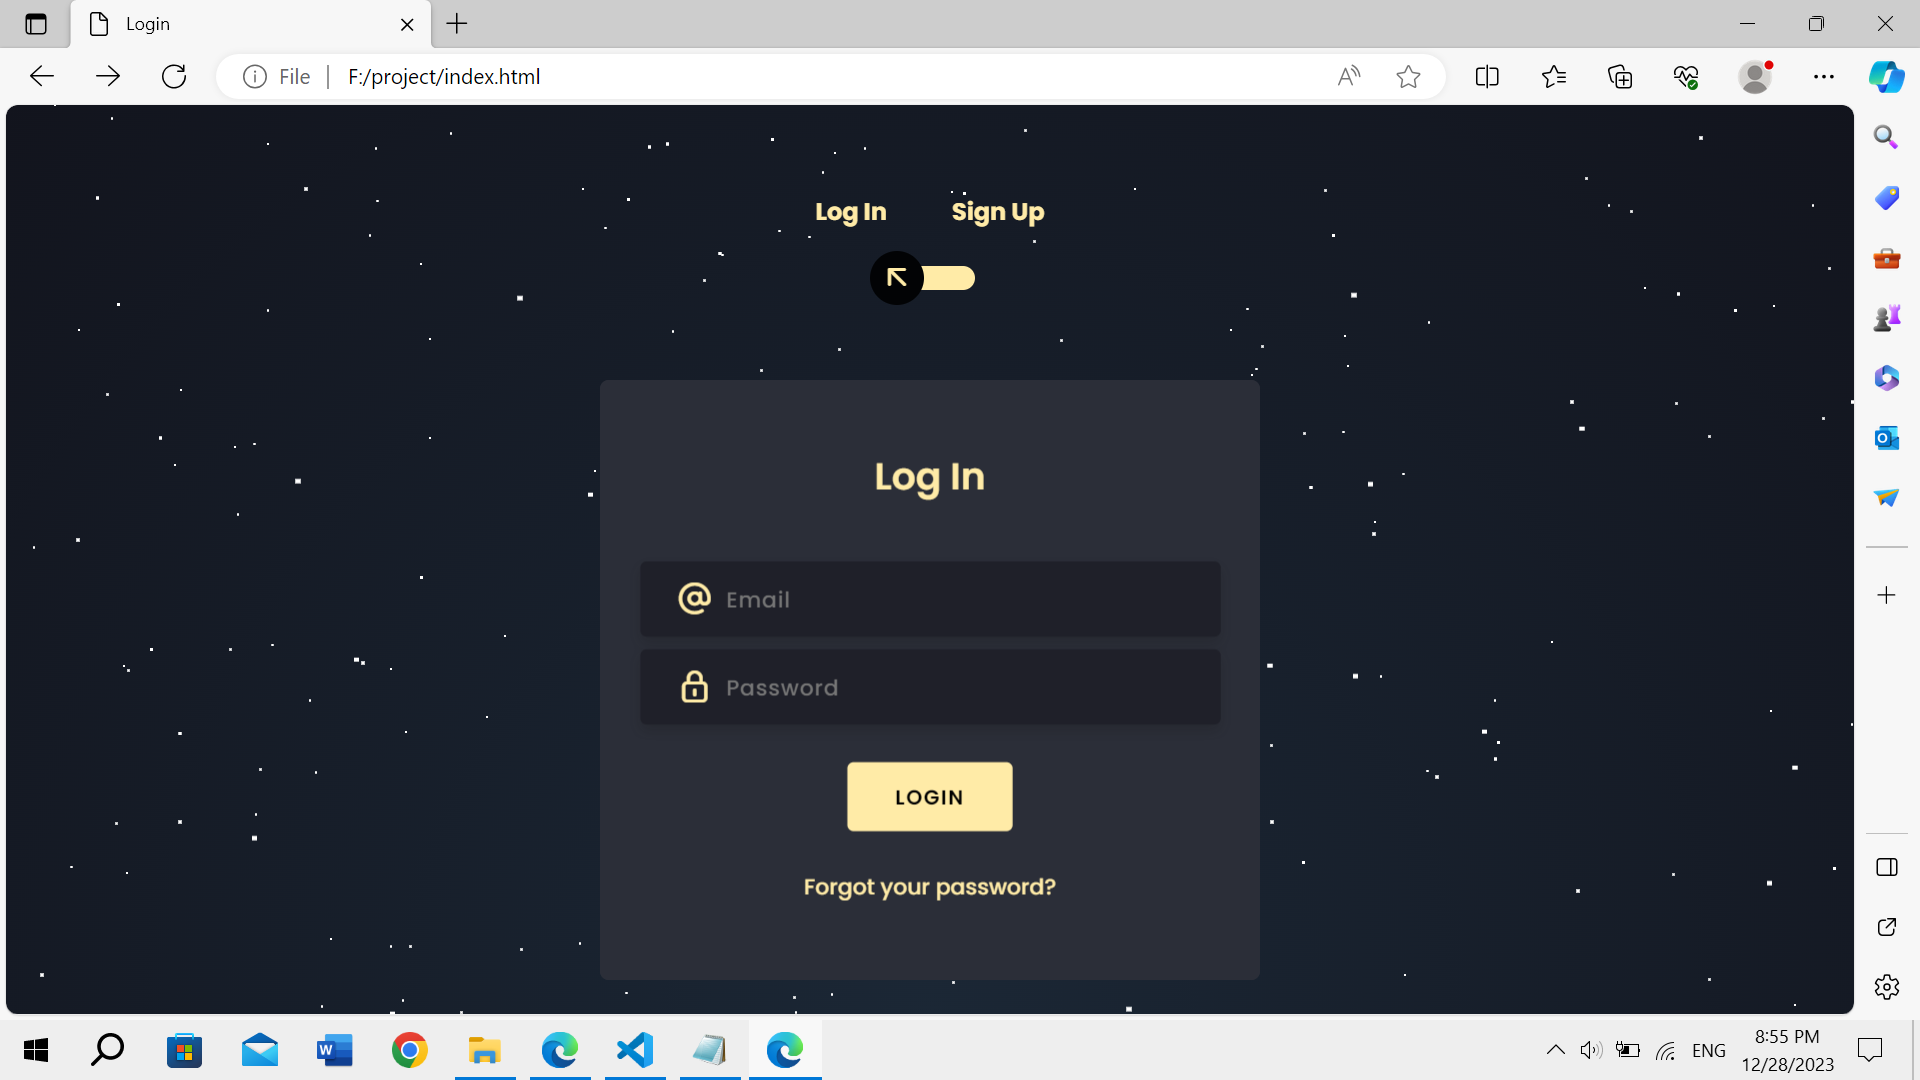 Login
File
F:/project/index.html
Log In Sign Up
Log In
Email
Password
LOGIN
Forgot your password?
ENG
8:55 PM
12/28/2023